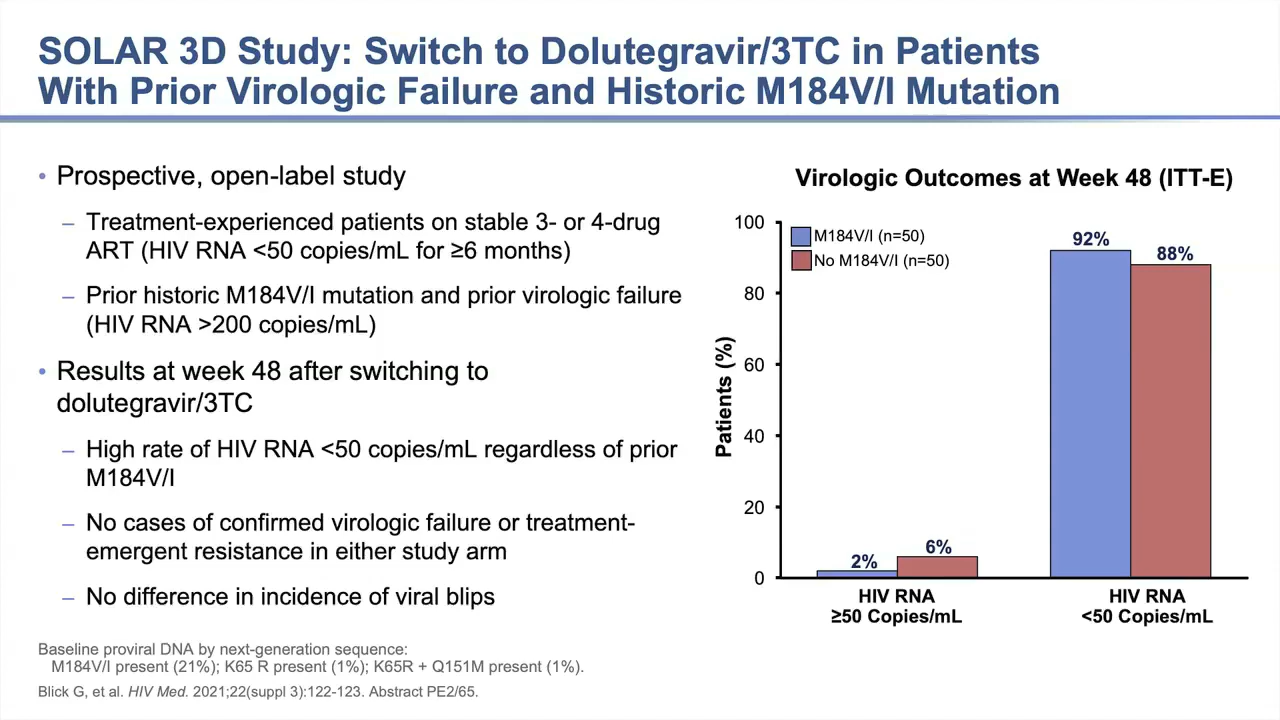 SOLAR 3D Study: Switch to Dolutegravir/3TC in Patients
With Prior Virologic Failure and Historic M184V/I Mutation
• Prospective, open-label study
– Treatment-experienced patients on stable 3- or 4-drug
ART (HIV RNA <50 copies/mL for ≥6 months)
– Prior historic M184V/I mutation and prior virologic failure
(HIV RNA >200 copies/mL)
• Results at week 48 after switching to
dolutegravir/3TC
– High rate of HIV RNA <50 copies/mL regardless of prior
M184V/I
– No cases of confirmed virologic failure or treatment-
emergent resistance in either study arm
– No difference in incidence of viral blips
Virologic Outcomes at Week 48 (ITT-E)
Patients (%)
100
80
60
40
20
0
M184V/I (n=50)
No M184V/I (n=50)
2%
6%
92%
88%
HIV RNA
≥50 Copies/mL
HIV RNA
<50 Copies/mL
Baseline proviral DNA by next-generation sequence:
M184V/I present (21%); K65 R present (1%); K65R + Q151M present (1%).
Blick G, et al. HIV Med. 2021;22(suppl 3):122-123. Abstract PE2/65.